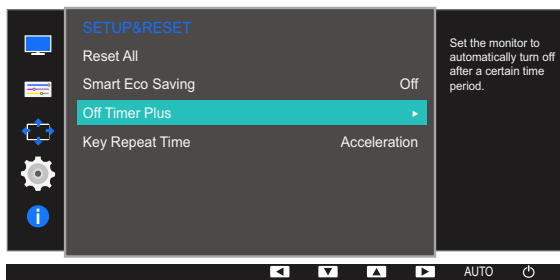 SETUP&RESET
Reset All
Smart Eco Saving Off
Off Timer Plus
Key Repeat Time Acceleration
Set the monitor to
automatically turn off
after a certain time
period.
AUTO